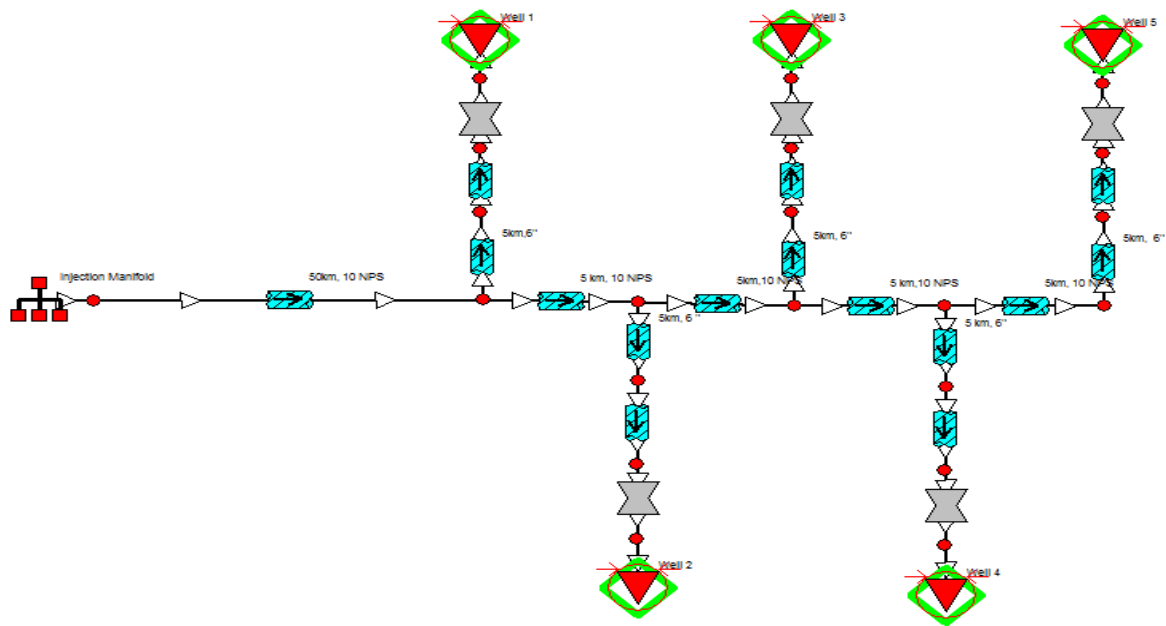 Well 1
Well 3
Well 5
5km,6"
5km, 6"
5km, 6"
Injection Manifold
50km, 10 NPS
5 km, 10 NPS
5km,10 NPS
5 km, 10 NPS
5km, 10 NPS
5km, 6 "
5 km, 6"
Well 2
Well 4